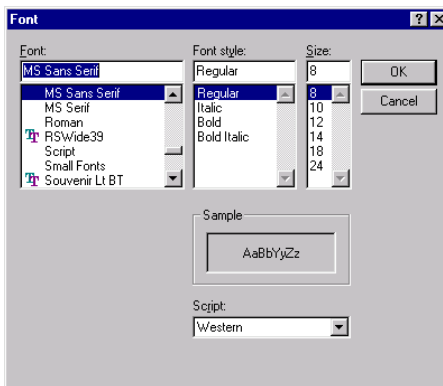 Font
Font: Font style: Size:
MS Sans Serif Regular 8 OK
MS Sans Serif Regular 8 Cancel
MS Serif Italic 10
Roman Bold 12
RSWide39 Bold Italic 14
Script 18
Small Fonts 24
Souvenir Lt BT
Sample
AaBbYyZz
Script:
Western